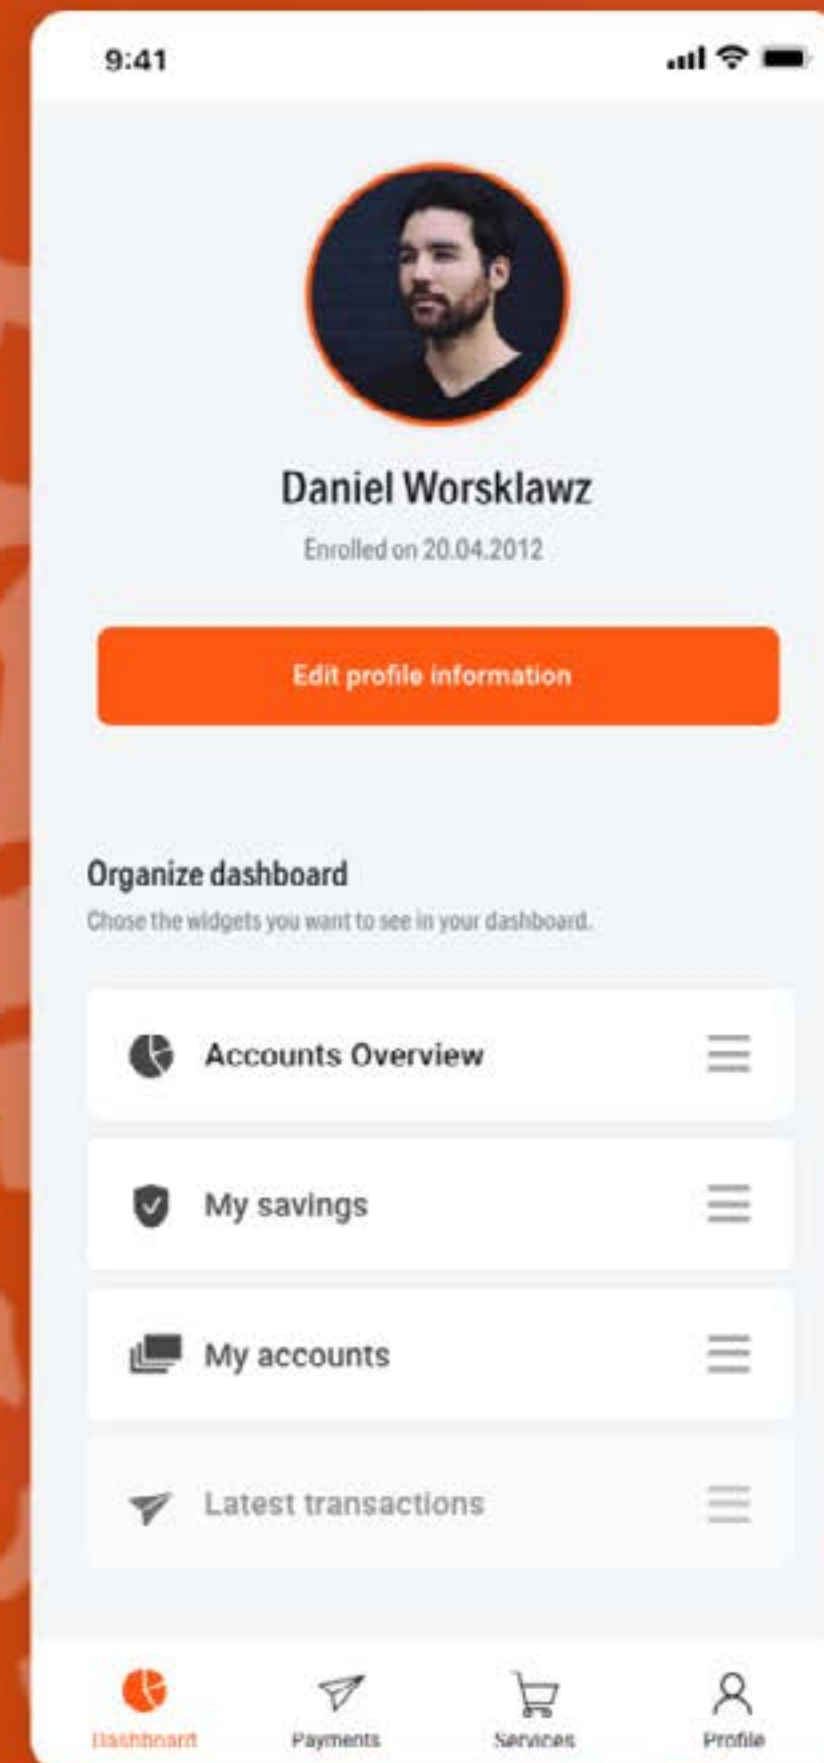 9:41
Daniel Worsklawz
Enrolled on 20.04.2012
Edit profile information
Organize dashboard
Chose the widgets you want to see in your dashboard.
Accounts Overview
My savings
My accounts
Latest transactions
Dashboard
Payments
Services
Profile